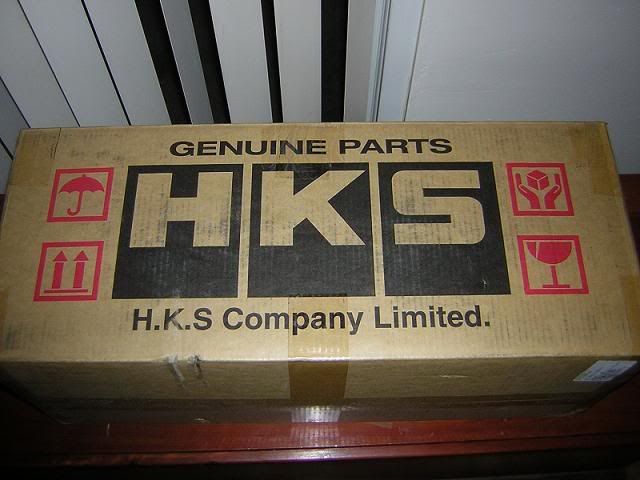 GENUINE PARTS
HKS
H.K.S Company Limited.